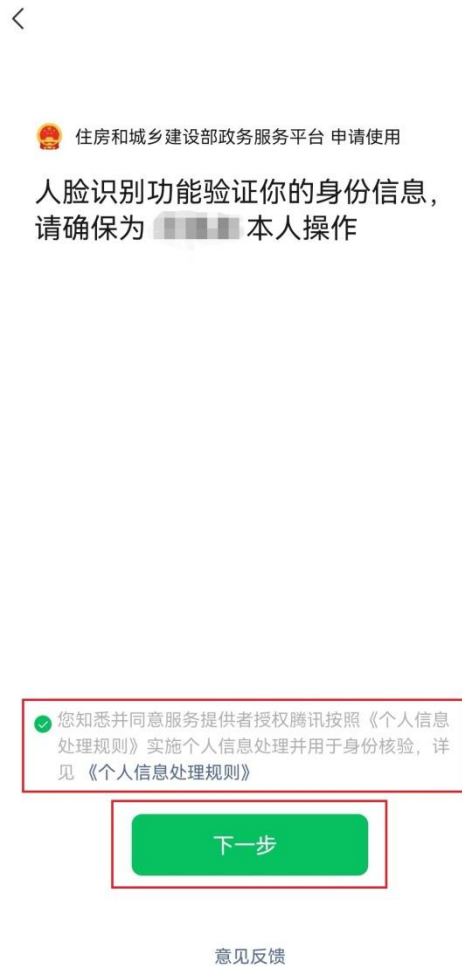 住房和城乡建设部政务服务平台 申请使用
人脸识别功能验证你的身份信息，
请确保为 本人操作
您知悉并同意服务提供者授权腾讯按照《个人信息
处理规则》实施个人信息处理并用于身份核验，详
见 《个人信息处理规则》
下一步
意见反馈